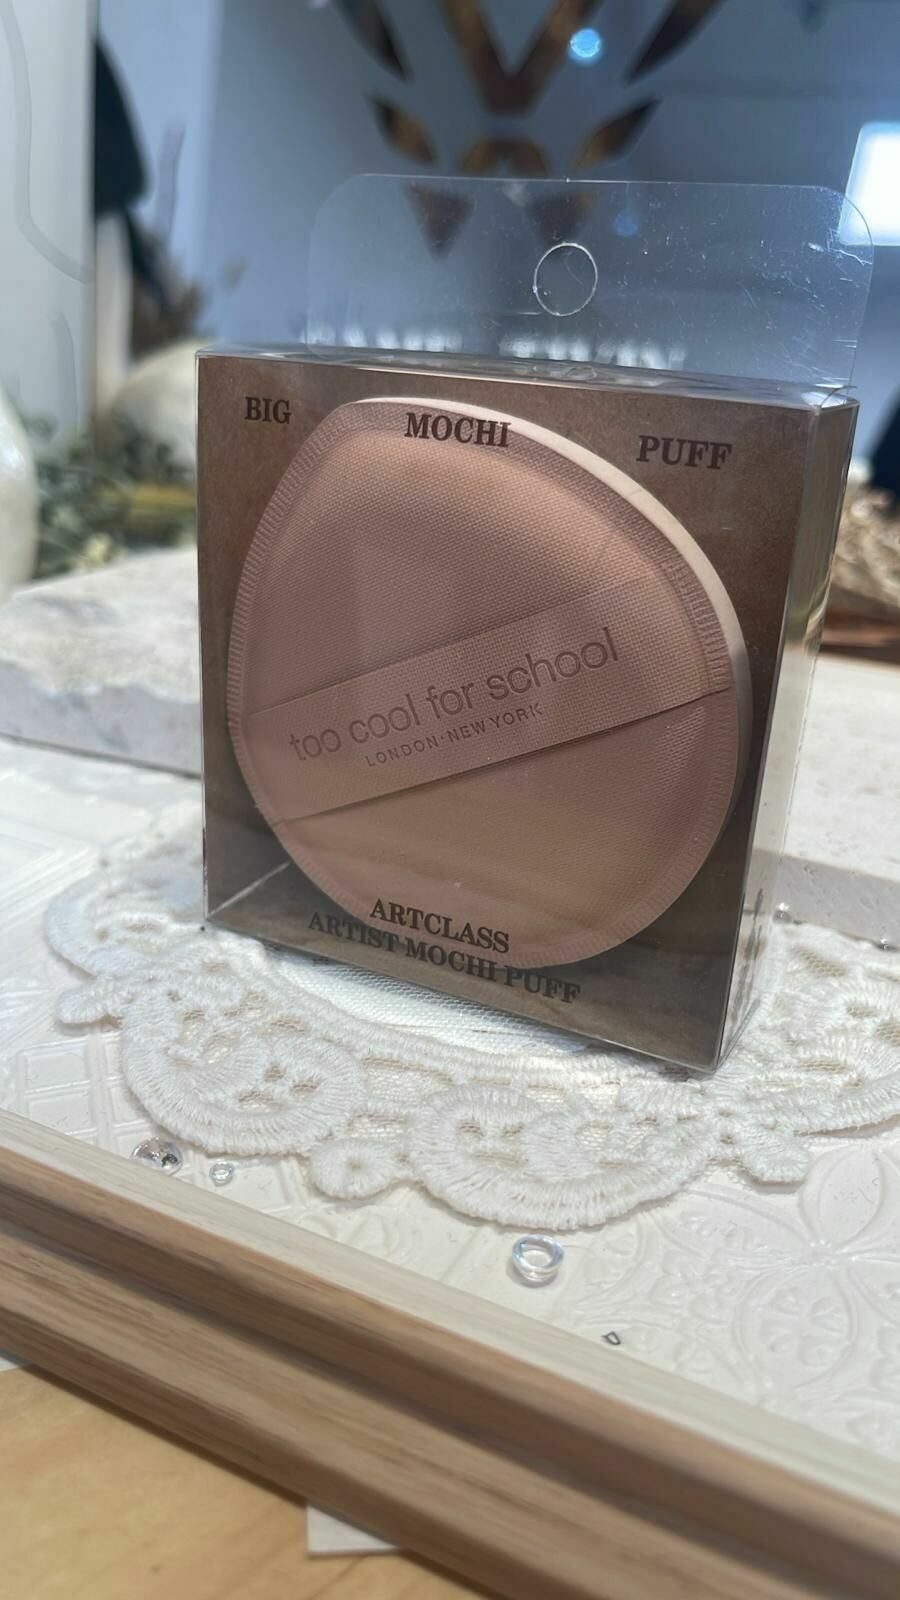 BIG MOCHI PUFF
too cool for school
LONDON·NEW YORK
ARTCLASS
ARTIST MOCHI PUFF